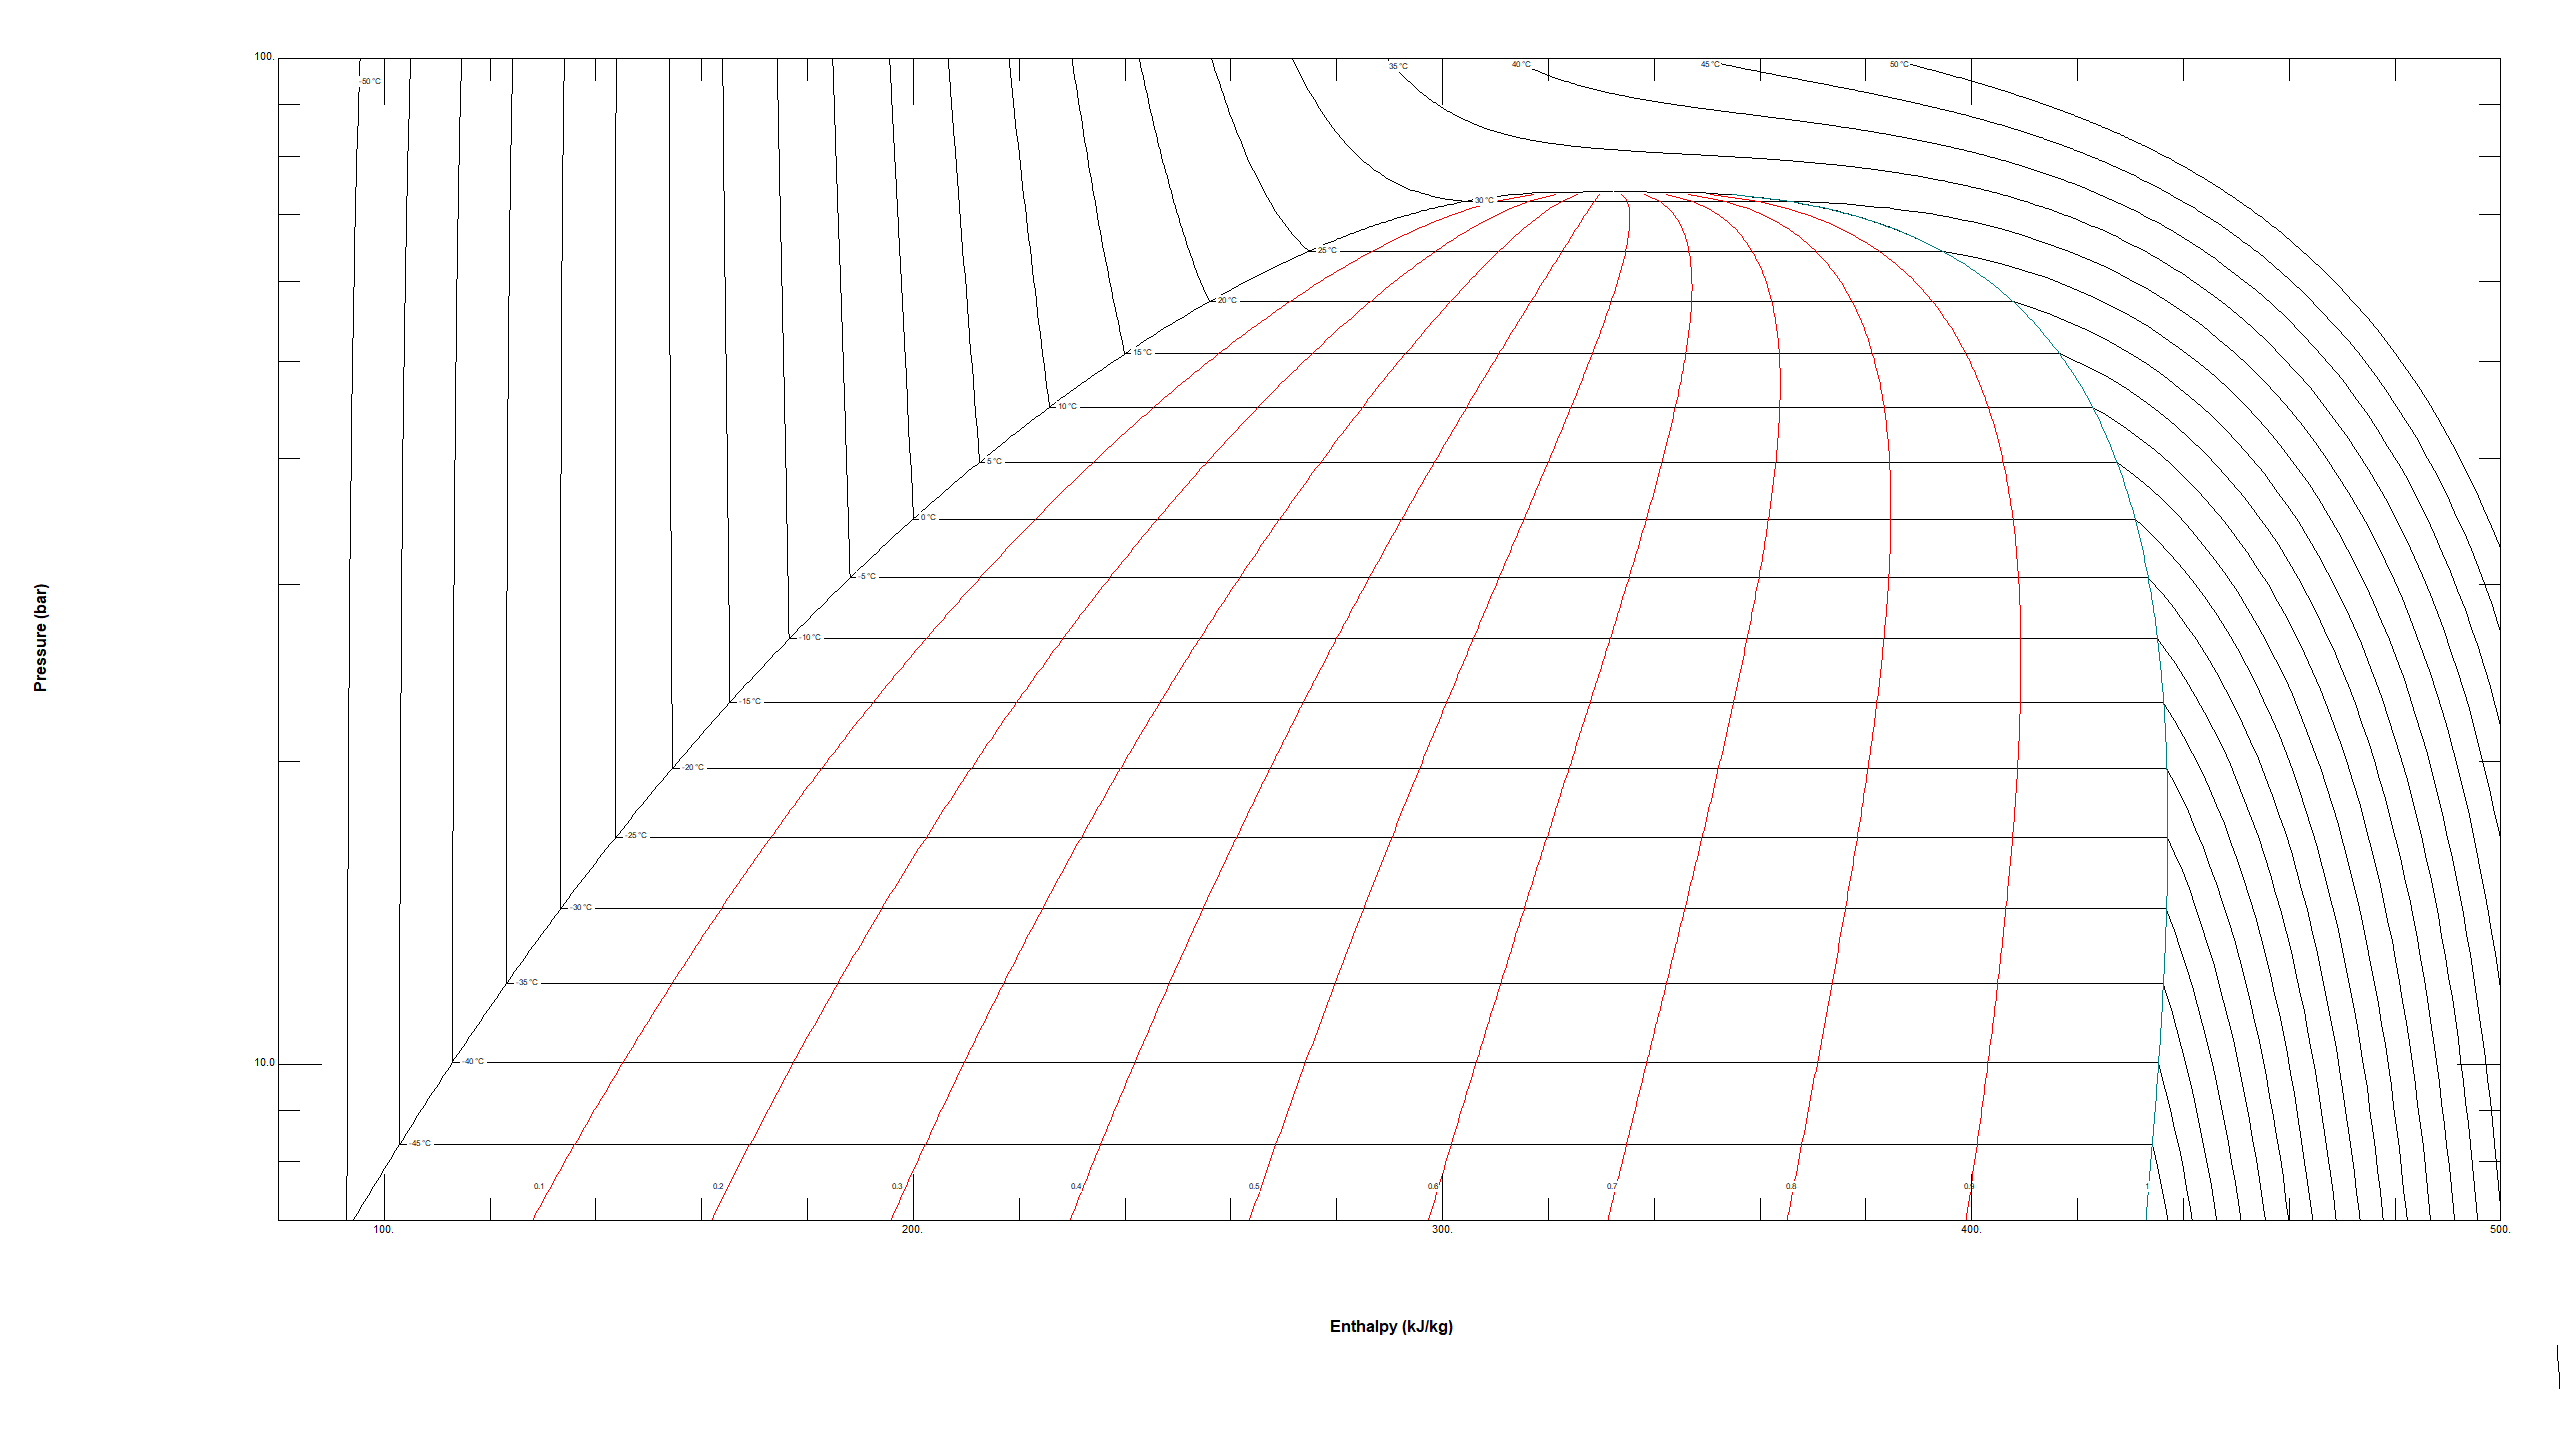 100.
-50 °C
35 °C
40 °C
45 °C
50 °C
30 °C
25 °C
20 °C
15 °C
10 °C
5 °C
0 °C
-5 °C
-10 °C
-15 °C
-20 °C
-25 °C
-30 °C
-35 °C
10.0
-40 °C
-45 °C
0.1
0.2
0.3
0.4
0.5
0.6
0.7
0.8
0.9
1
100.
200.
300.
400.
500.
Pressure (bar)
Enthalpy (kJ/kg)